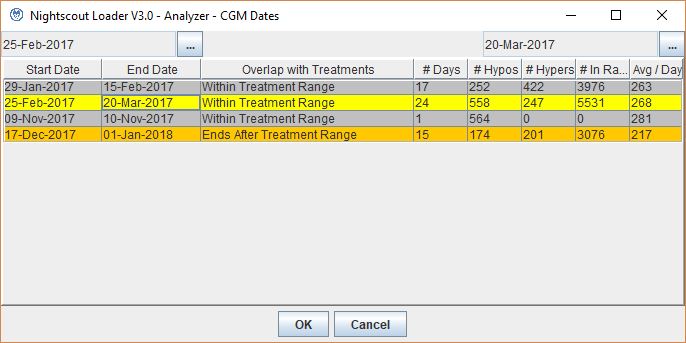 Nightscout Loader V3.0 - Analyzer - CGM Dates
25-Feb-2017 ... 20-Mar-2017 ...
Start Date End Date Overlap with Treatments # Days # Hypos # Hypers # In Ra... Avg / Day
29-Jan-2017 15-Feb-2017 Within Treatment Range 17 252 422 3976 263
25-Feb-2017 20-Mar-2017 Within Treatment Range 24 558 247 5531 268
09-Nov-2017 10-Nov-2017 Within Treatment Range 1 564 0 0 281
17-Dec-2017 01-Jan-2018 Ends After Treatment Range 15 174 201 3076 217
OK Cancel